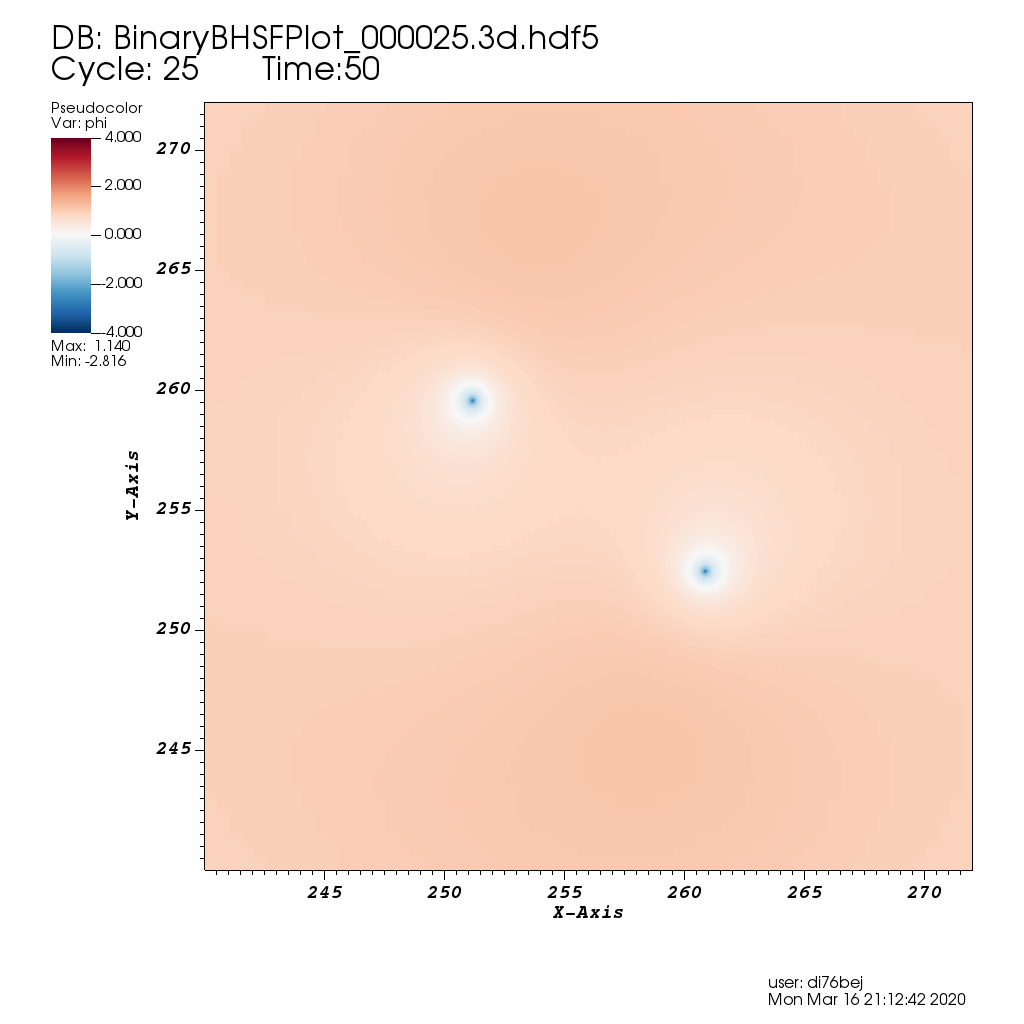 DB: BinaryBHSFPlot_000025.3d.hdf5
Cycle: 25 Time:50
Pseudocolor
Var: phi
4.000
2.000
0.000
-2.000
-4.000
Max: 1.140
Min: -2.816
270
265
260
255
250
245
Y-Axis
245 250 255 260 265 270
X-Axis
user: di76bej
Mon Mar 16 21:12:42 2020